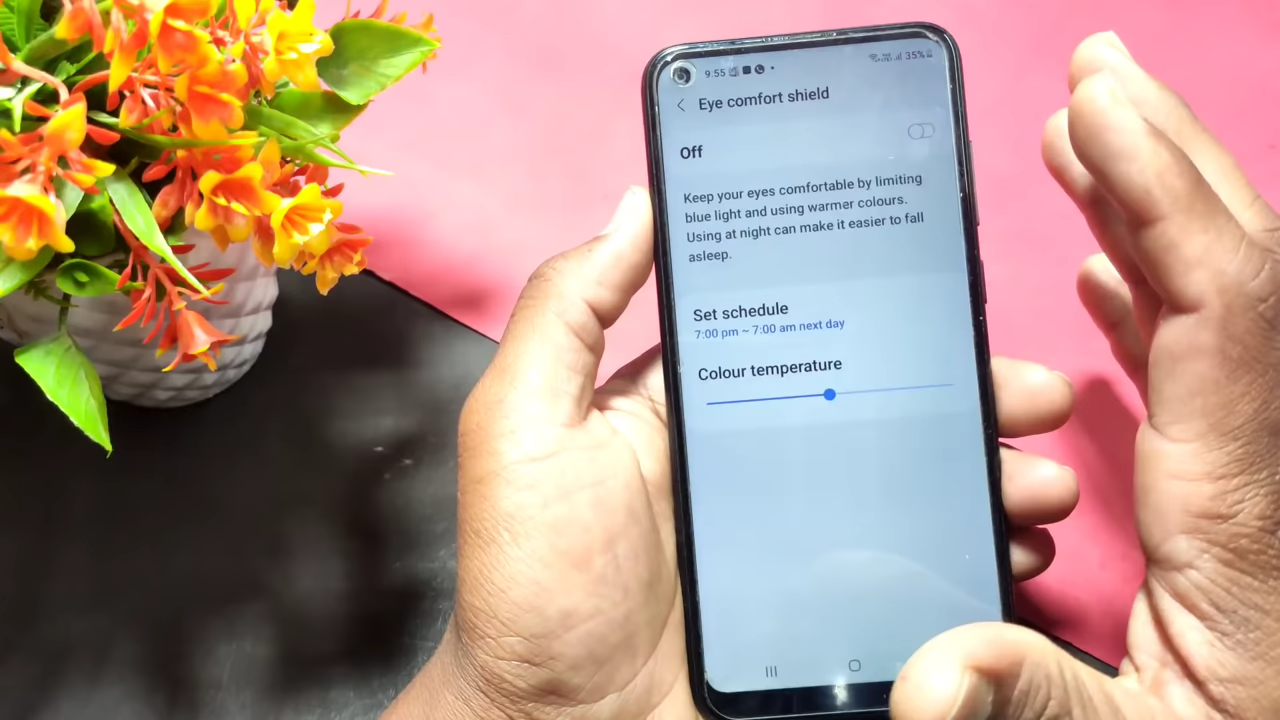 9:55 35%
Eye comfort shield
Off
Keep your eyes comfortable by limiting
blue light and using warmer colours.
Using at night can make it easier to fall
asleep.
Set schedule
7:00 pm ~ 7:00 am next day
Colour temperature